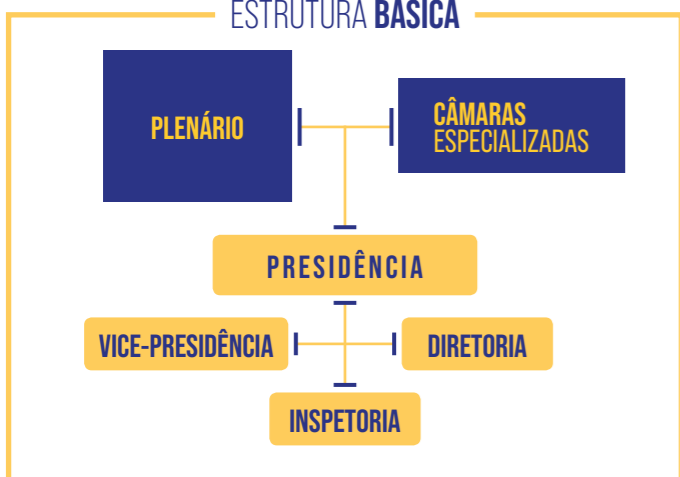 ESTRUTURA BÁSICA
PLENÁRIO
CÂMARAS
ESPECIALIZADAS
PRESIDÊNCIA
VICE-PRESIDÊNCIA
DIRETORIA
INSPETORIA